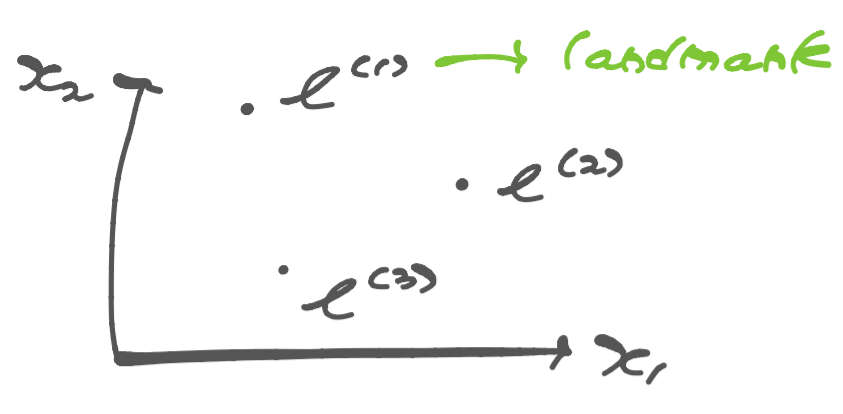 x₂
ℓ⁽¹⁾ → landmark
ℓ⁽²⁾
ℓ⁽³⁾
x₁